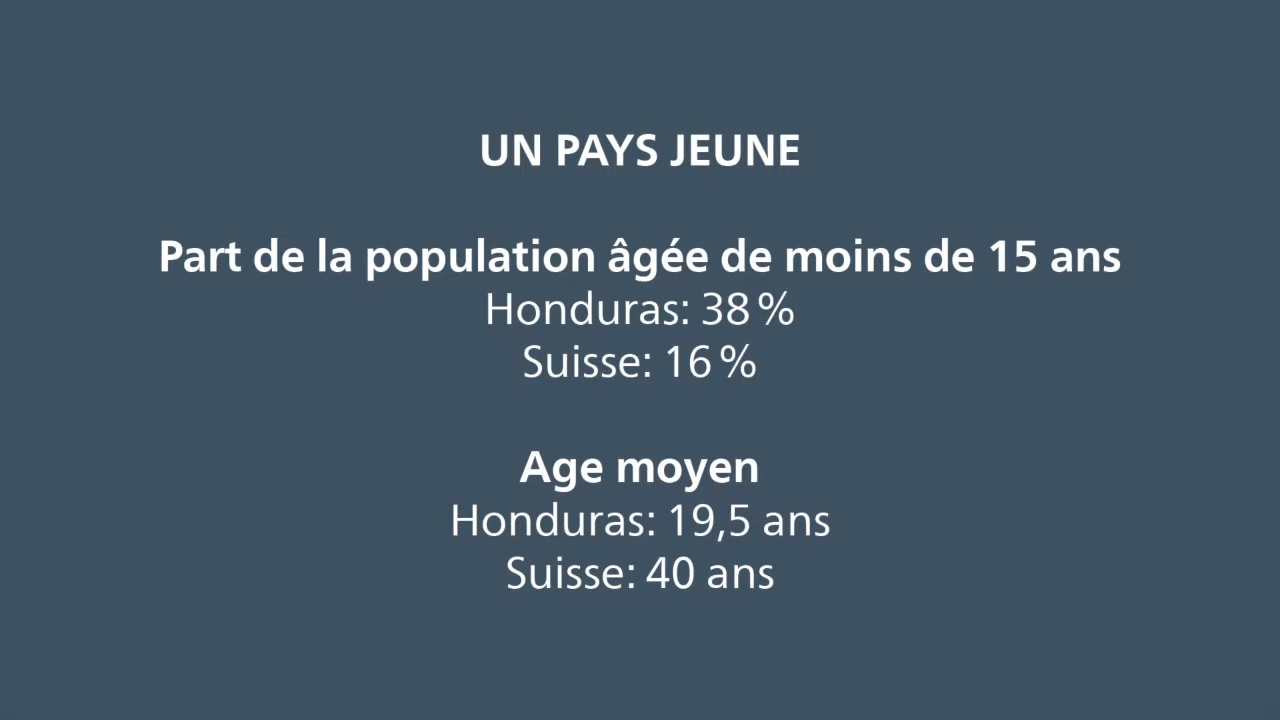 UN PAYS JEUNE
Part de la population âgée de moins de 15 ans
Honduras: 38 %
Suisse: 16 %
Age moyen
Honduras: 19,5 ans
Suisse: 40 ans